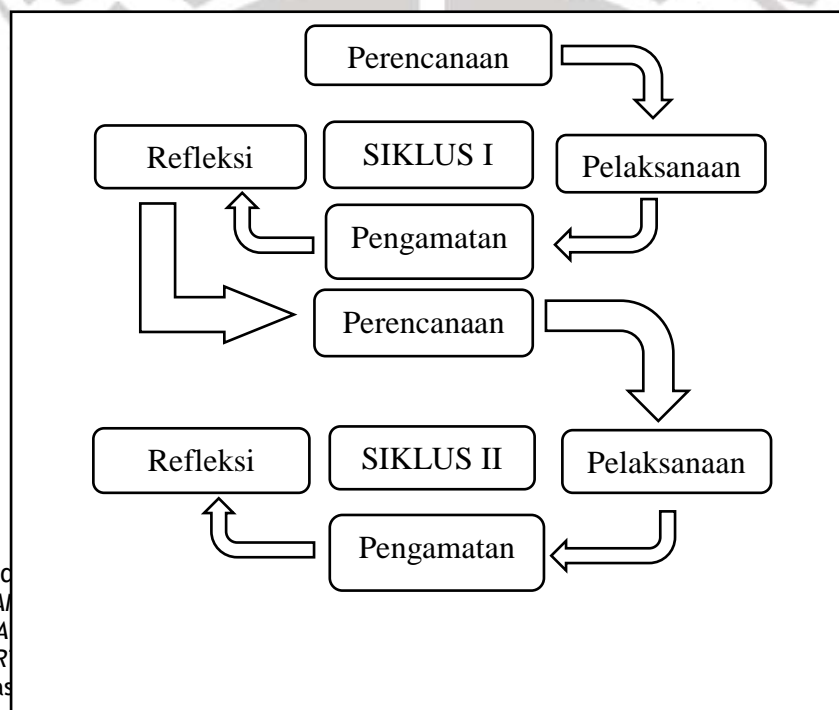 Perencanaan
Refleksi
SIKLUS I
Pelaksanaan
Pengamatan
Perencanaan
Refleksi
SIKLUS II
Pelaksanaan
Pengamatan